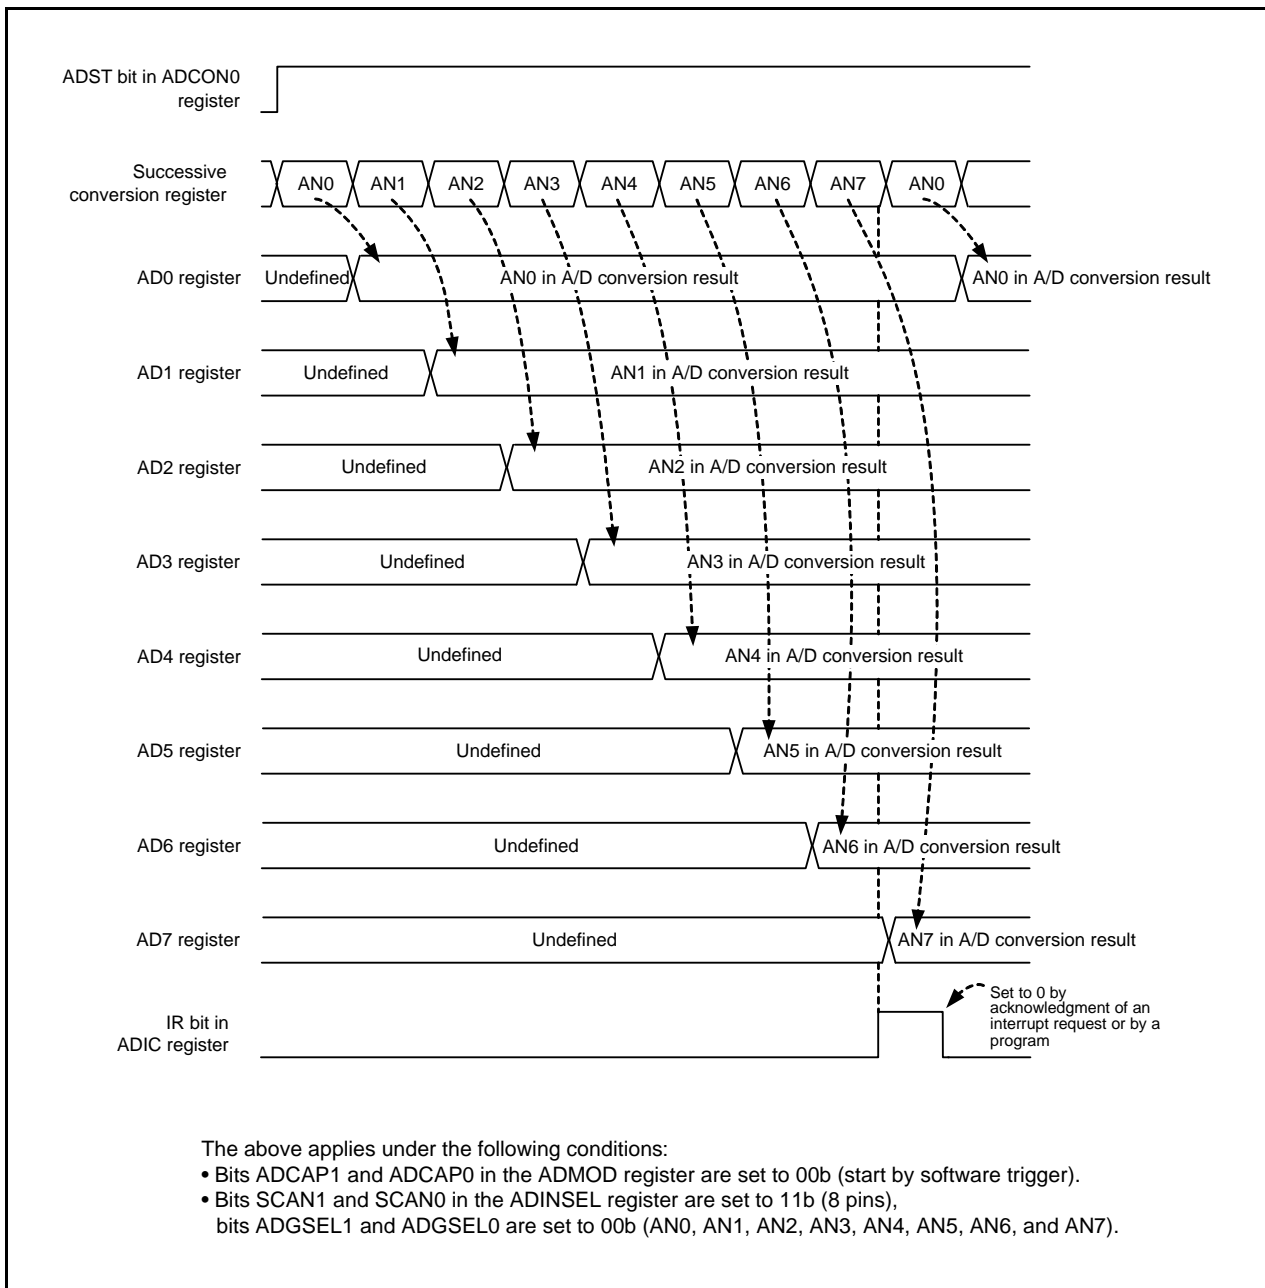 ADST bit in ADCON0
register
Successive
conversion register
AN0 AN1 AN2 AN3 AN4 AN5 AN6 AN7 AN0
AD0 register
Undefined
AN0 in A/D conversion result
AN0 in A/D conversion result
AD1 register
Undefined
AN1 in A/D conversion result
AD2 register
Undefined
AN2 in A/D conversion result
AD3 register
Undefined
AN3 in A/D conversion result
AD4 register
Undefined
AN4 in A/D conversion result
AD5 register
Undefined
AN5 in A/D conversion result
AD6 register
Undefined
AN6 in A/D conversion result
AD7 register
Undefined
AN7 in A/D conversion result
IR bit in
ADIC register
Set to 0 by
acknowledgment of an
interrupt request or by a
program
The above applies under the following conditions:
• Bits ADCAP1 and ADCAP0 in the ADMOD register are set to 00b (start by software trigger).
• Bits SCAN1 and SCAN0 in the ADINSEL register are set to 11b (8 pins),
bits ADGSEL1 and ADGSEL0 are set to 00b (AN0, AN1, AN2, AN3, AN4, AN5, AN6, and AN7).